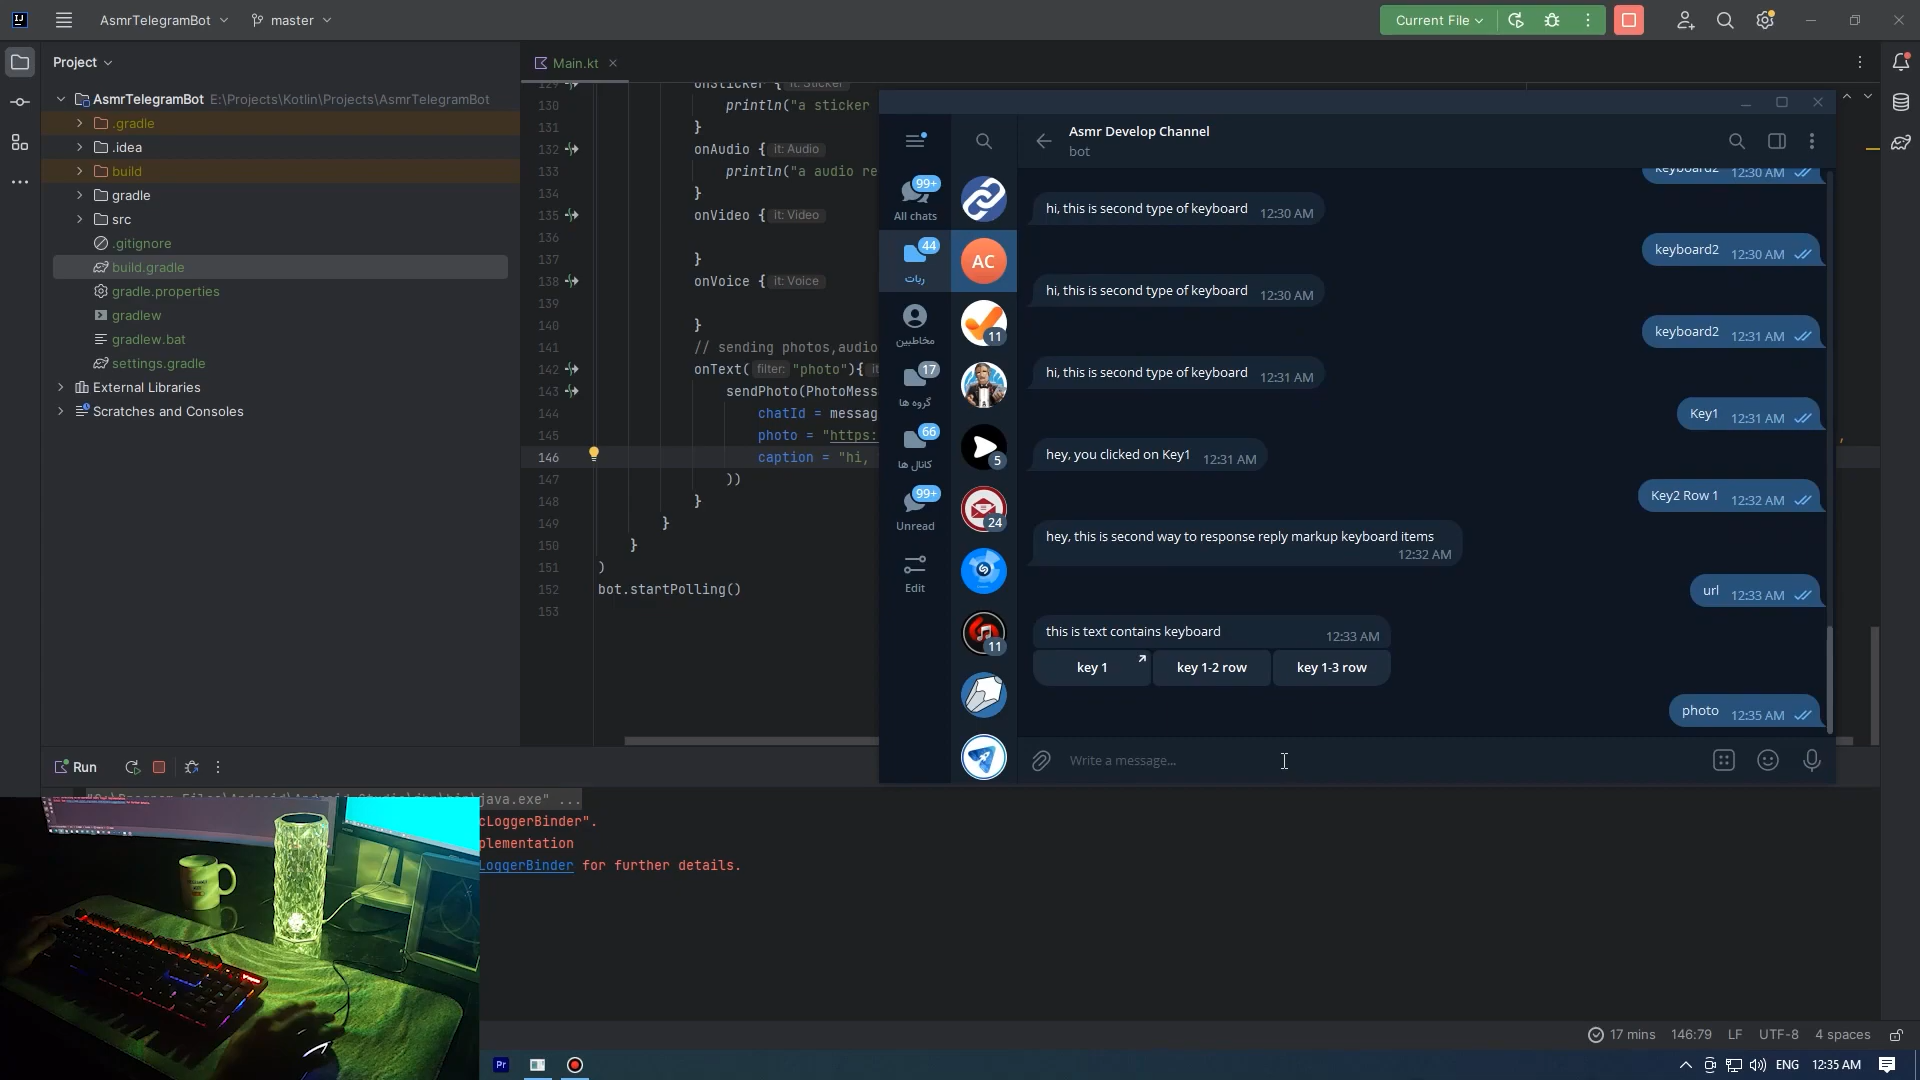 AsmrTelegramBot
master
Current File
Project
Main.kt
AsmrTelegramBot E:\Projects\Kotlin\Projects\AsmrTelegramBot
.gradle
.idea
build
gradle
src
.gitignore
build.gradle
gradle.properties
gradlew
gradlew.bat
settings.gradle
External Libraries
Scratches and Consoles
129 onSticker { it: Sticker
130 println("a sticker
131 }
132 onAudio { it: Audio
133 println("a audio re
134 }
135 onVideo { it: Video
136
137 }
138 onVoice { it: Voice
139
140 }
141 // sending photos,audio
142 onText( filter: "photo"){ it
143 sendPhoto(PhotoMess
144 chatId = messag
145 photo = "https:
146 caption = "hi,
147 ))
148 }
149 }
150 }
151 )
152 bot.startPolling()
153
Asmr Develop Channel
bot
99+
All chats
44
ربات
مخاطبین
17
گروه ها
66
کانال ها
99+
Unread
Edit
AC
11
5
24
11
keyboard2 12:30 AM
hi, this is second type of keyboard 12:30 AM
keyboard2 12:30 AM
hi, this is second type of keyboard 12:30 AM
keyboard2 12:31 AM
hi, this is second type of keyboard 12:31 AM
Key1 12:31 AM
hey, you clicked on Key1 12:31 AM
Key2 Row 1 12:32 AM
hey, this is second way to response reply markup keyboard items
12:32 AM
url 12:33 AM
this is text contains keyboard 12:33 AM
key 1 key 1-2 row key 1-3 row
photo 12:35 AM
Write a message...
Run
java.exe" ...
cLoggerBinder".
plementation
LoggerBinder for further details.
17 mins 146:79 LF UTF-8 4 spaces
Pr
ENG 12:35 AM